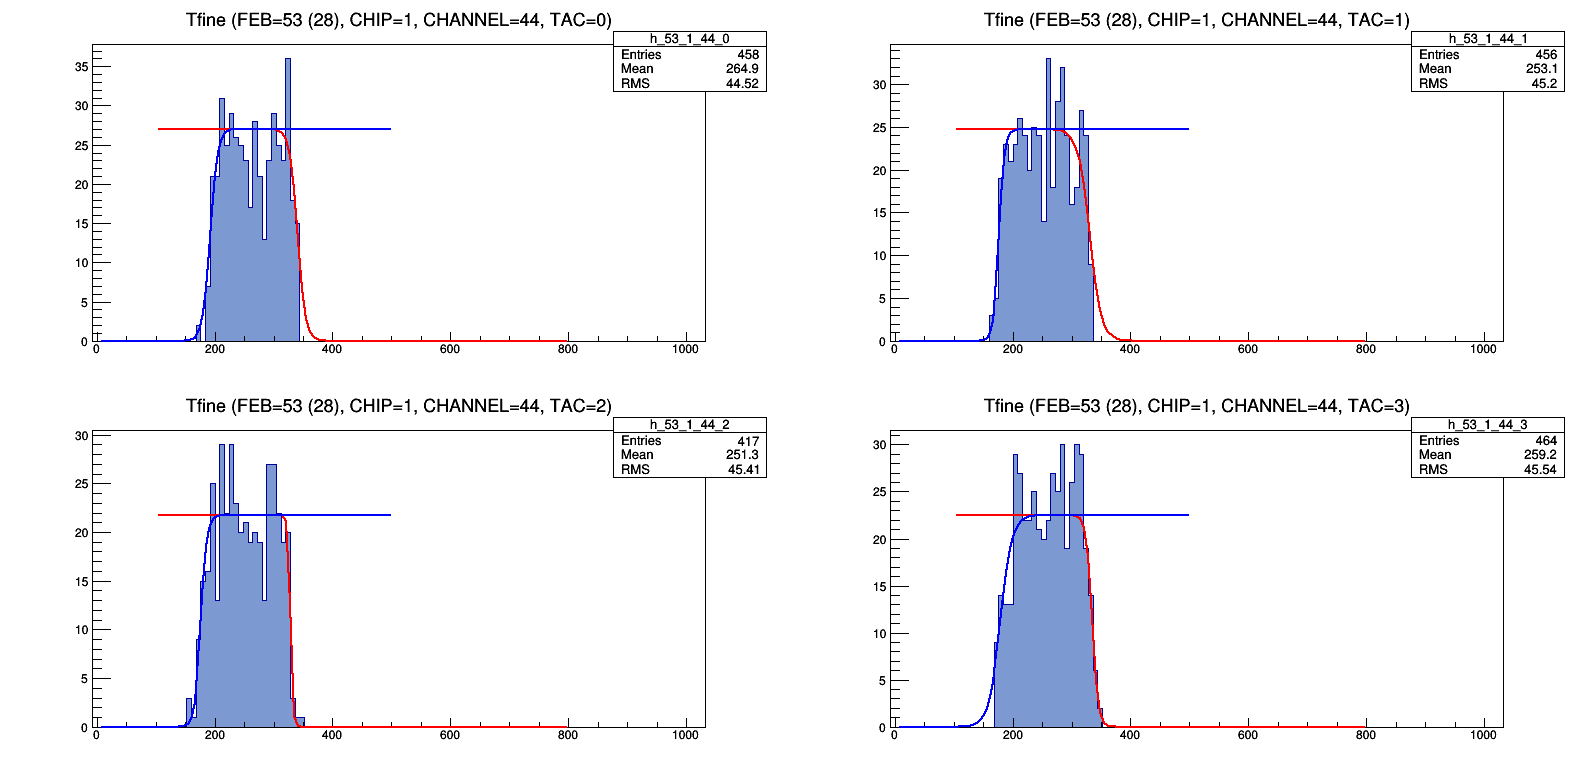 Tfine (FEB=53 (28), CHIP=1, CHANNEL=44, TAC=0)
h_53_1_44_0
Entries 458
Mean 264.9
RMS 44.52
35
30
25
20
15
10
5
0
0 200 400 600 800 1000
Tfine (FEB=53 (28), CHIP=1, CHANNEL=44, TAC=1)
h_53_1_44_1
Entries 456
Mean 253.1
RMS 45.2
30
25
20
15
10
5
0
0 200 400 600 800 1000
Tfine (FEB=53 (28), CHIP=1, CHANNEL=44, TAC=2)
h_53_1_44_2
Entries 417
Mean 251.3
RMS 45.41
30
25
20
15
10
5
0
0 200 400 600 800 1000
Tfine (FEB=53 (28), CHIP=1, CHANNEL=44, TAC=3)
h_53_1_44_3
Entries 464
Mean 259.2
RMS 45.54
30
25
20
15
10
5
0
0 200 400 600 800 1000